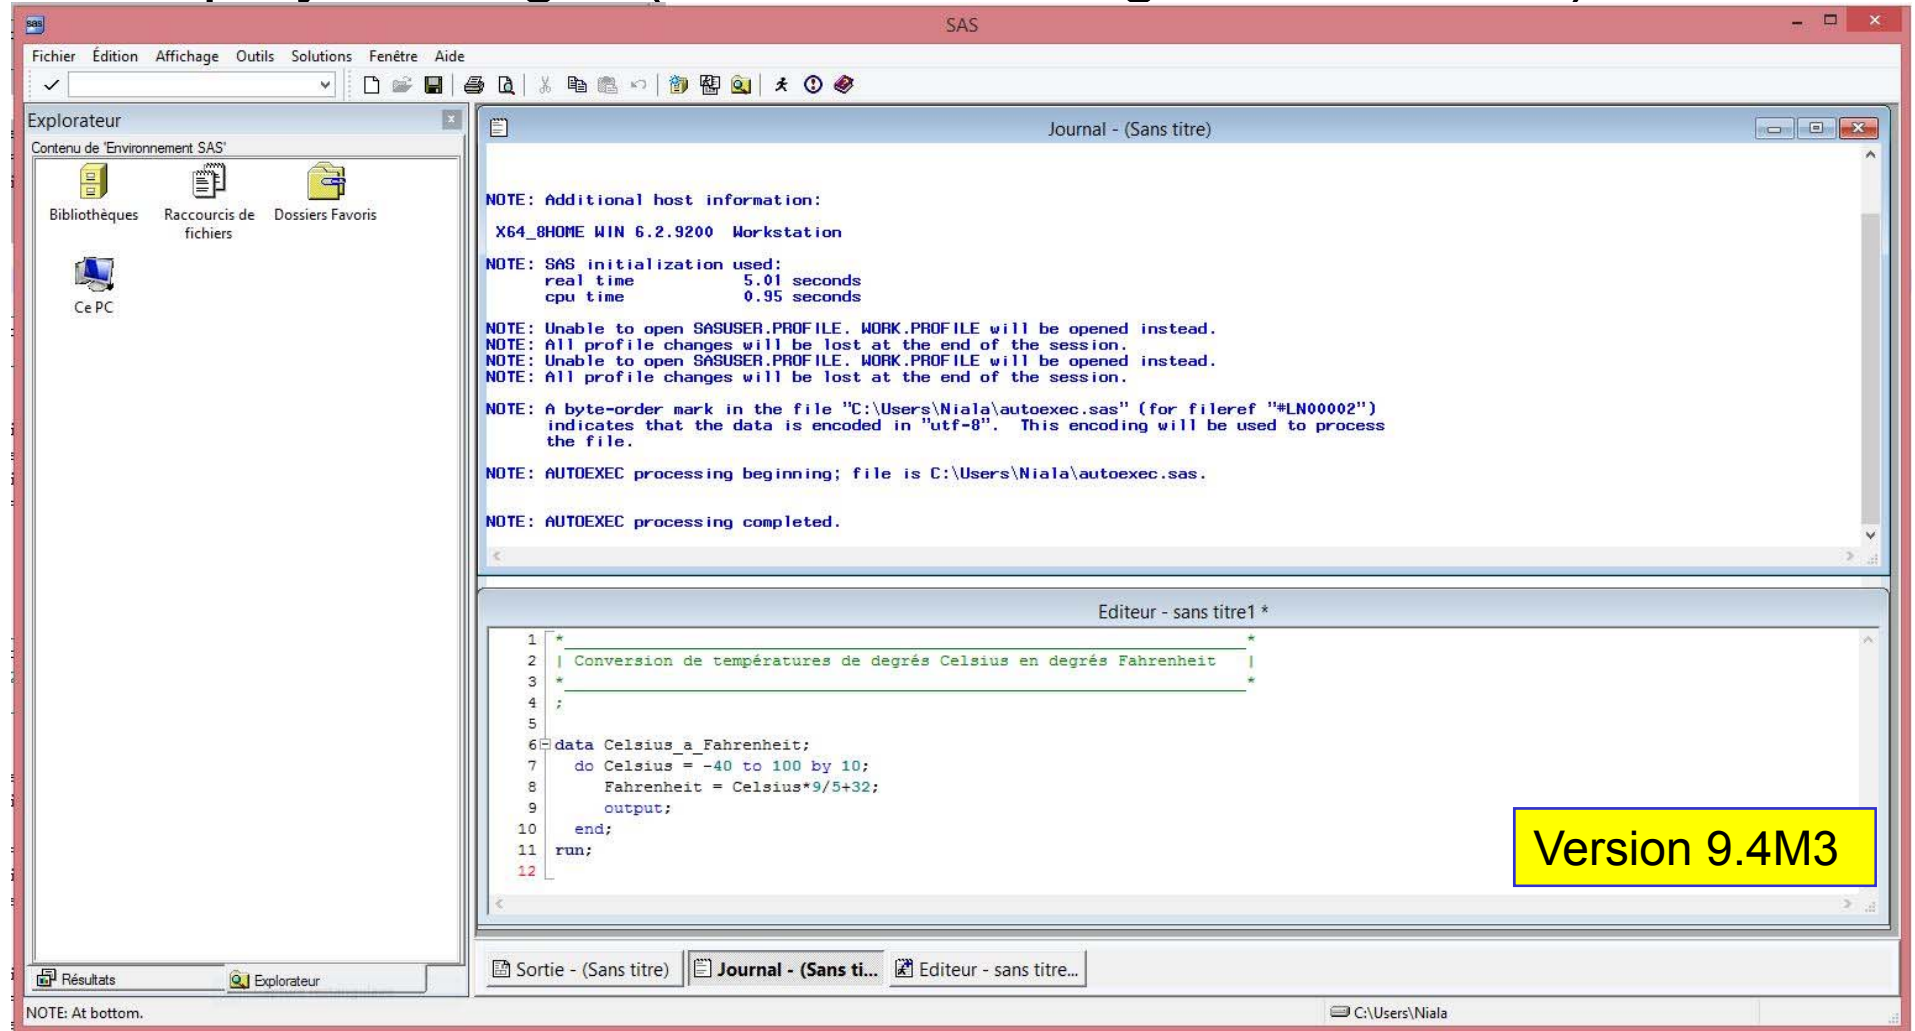 SAS
Fichier Édition Affichage Outils Solutions Fenêtre Aide
Explorateur
Contenu de 'Environnement SAS'
Bibliothèques
Raccourcis de
fichiers
Dossiers Favoris
Ce PC
Journal - (Sans titre)
NOTE: Additional host information:
X64_8HOME WIN 6.2.9200  Workstation
NOTE: SAS initialization used:
real time           5.01 seconds
cpu time            0.95 seconds
NOTE: Unable to open SASUSER.PROFILE. WORK.PROFILE will be opened instead.
NOTE: All profile changes will be lost at the end of the session.
NOTE: Unable to open SASUSER.PROFILE. WORK.PROFILE will be opened instead.
NOTE: All profile changes will be lost at the end of the session.
NOTE: A byte-order mark in the file "C:\Users\Niala\autoexec.sas" (for fileref "#LN00002")
indicates that the data is encoded in "utf-8".  This encoding will be used to process
the file.
NOTE: AUTOEXEC processing beginning; file is C:\Users\Niala\autoexec.sas.
NOTE: AUTOEXEC processing completed.
Editeur - sans titre1 *
1 *____________________________________________________________________*
2 | Conversion de températures de degrés Celsius en degrés Fahrenheit   |
3 *____________________________________________________________________*
4 ;
5
6 data Celsius_a_Fahrenheit;
7 do Celsius = -40 to 100 by 10;
8 Fahrenheit = Celsius*9/5+32;
9 output;
10 end;
11 run;
12
Version 9.4M3
Résultats
Explorateur
Sortie - (Sans titre)
Journal - (Sans ti...
Editeur - sans titre...
NOTE: At bottom.
C:\Users\Niala